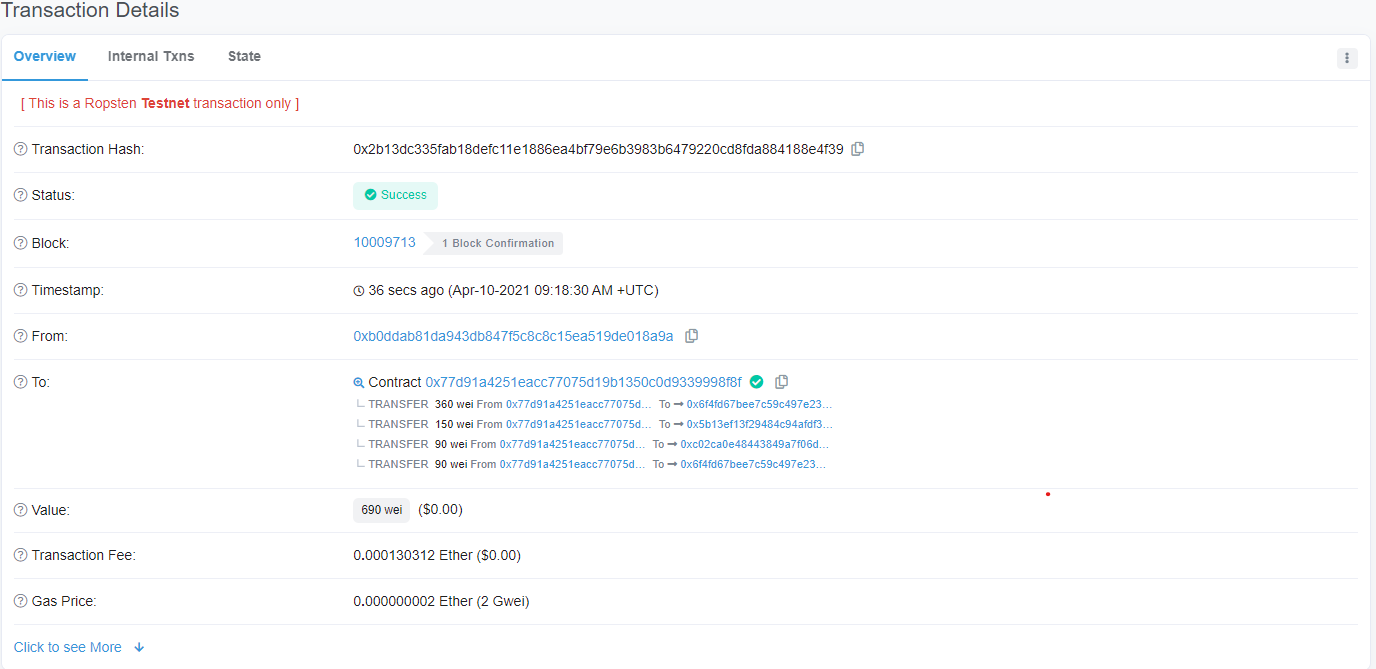 Transaction Details
Overview Internal Txns State
[ This is a Ropsten Testnet transaction only ]
Transaction Hash: 0x2b13dc335fab18defc11e1886ea4bf79e6b3983b6479220cd8fda884188e4f39
Status: Success
Block: 10009713 1 Block Confirmation
Timestamp: 36 secs ago (Apr-10-2021 09:18:30 AM +UTC)
From: 0xb0ddab81da943db847f5c8c8c15ea519de018a9a
To: Contract 0x77d91a4251eacc77075d19b1350c0d9339998f8f
TRANSFER 360 wei From 0x77d91a4251eacc77075d... To → 0x6f4fd67bee7c59c497e23...
TRANSFER 150 wei From 0x77d91a4251eacc77075d... To → 0x5b13ef13f29484c94afdf3...
TRANSFER 90 wei From 0x77d91a4251eacc77075d... To → 0xc02ca0e48443849a7f06d...
TRANSFER 90 wei From 0x77d91a4251eacc77075d... To → 0x6f4fd67bee7c59c497e23...
Value: 690 wei ($0.00)
Transaction Fee: 0.000130312 Ether ($0.00)
Gas Price: 0.000000002 Ether (2 Gwei)
Click to see More ↓